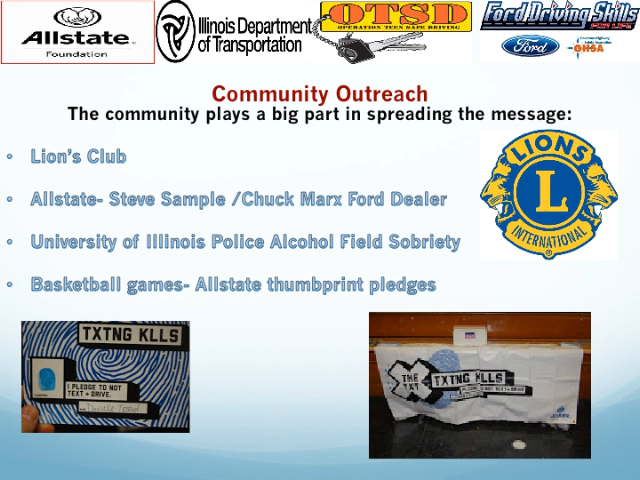 Allstate
Foundation
Illinois Department
of Transportation
OTSD
OPERATION TEEN SAFE DRIVING
Ford Driving Skills
FOR LIFE
Ford
GHSA
Community Outreach
The community plays a big part in spreading the message:
• Lion's Club
• Allstate- Steve Sample /Chuck Marx Ford Dealer
• University of Illinois Police Alcohol Field Sobriety
• Basketball games- Allstate thumbprint pledges
LIONS
L
INTERNATIONAL
®
TXTNG KLLS
I PLEDGE TO NOT
TEXT + DRIVE.
THE
TXT
TXTNG KLLS